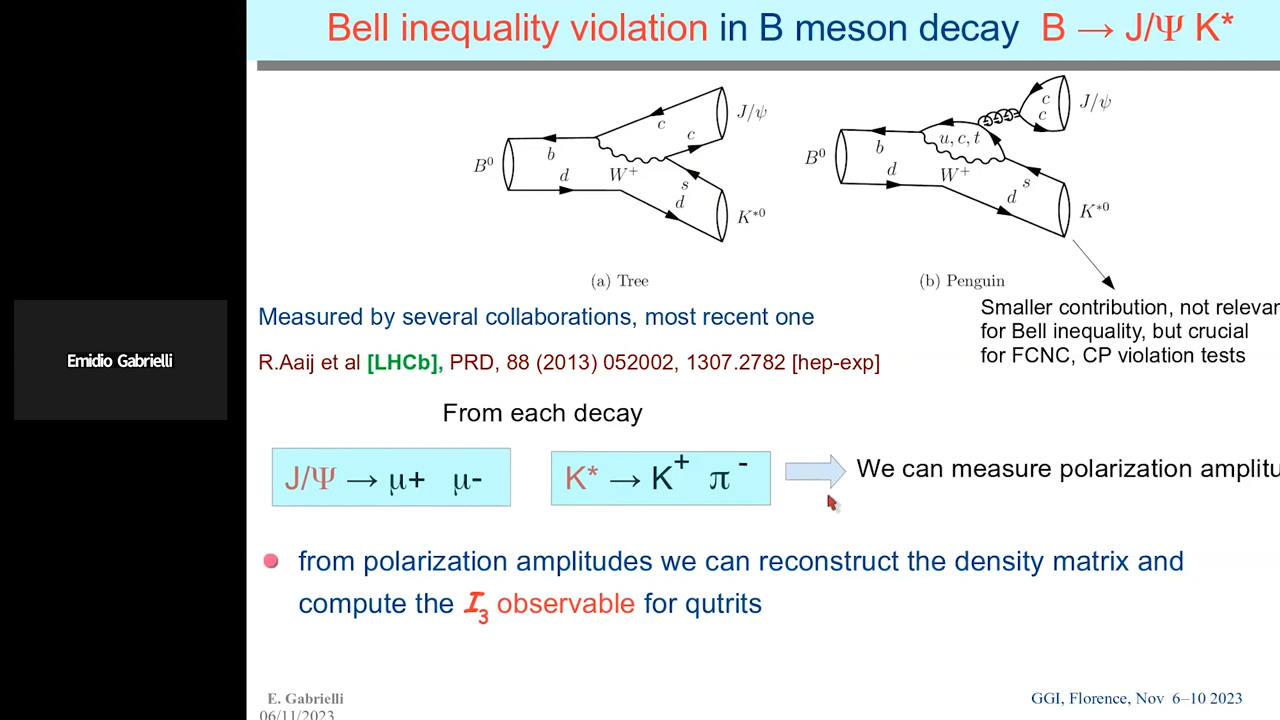 Bell inequality violation in B meson decay B → J/Ψ K*
J/ψ
c
c
B⁰
b
d
W⁺
s
d
K*⁰
(a) Tree
J/ψ
c
c
u, c, t
B⁰
b
d
W⁺
s
d
K*⁰
(b) Penguin
Smaller contribution, not relevan
for Bell inequality, but crucial
for FCNC, CP violation tests
Measured by several collaborations, most recent one
R.Aaij et al [LHCb], PRD, 88 (2013) 052002, 1307.2782 [hep-exp]
Emidio Gabrielli
From each decay
J/Ψ → μ+ μ-
K* → K⁺ π⁻
We can measure polarization amplitu
from polarization amplitudes we can reconstruct the density matrix and
compute the I₃ observable for qutrits
E. Gabrielli
06/11/2023
GGI, Florence, Nov 6–10 2023